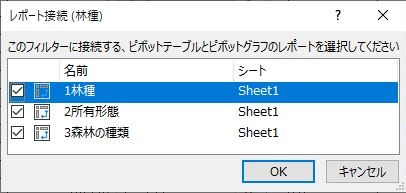 レポート接続 (林種)
このフィルターに接続する、ピボットテーブルとピボットグラフのレポートを選択してください
名前 シート
1林種 Sheet1
2所有形態 Sheet1
3森林の種類 Sheet1
OK キャンセル